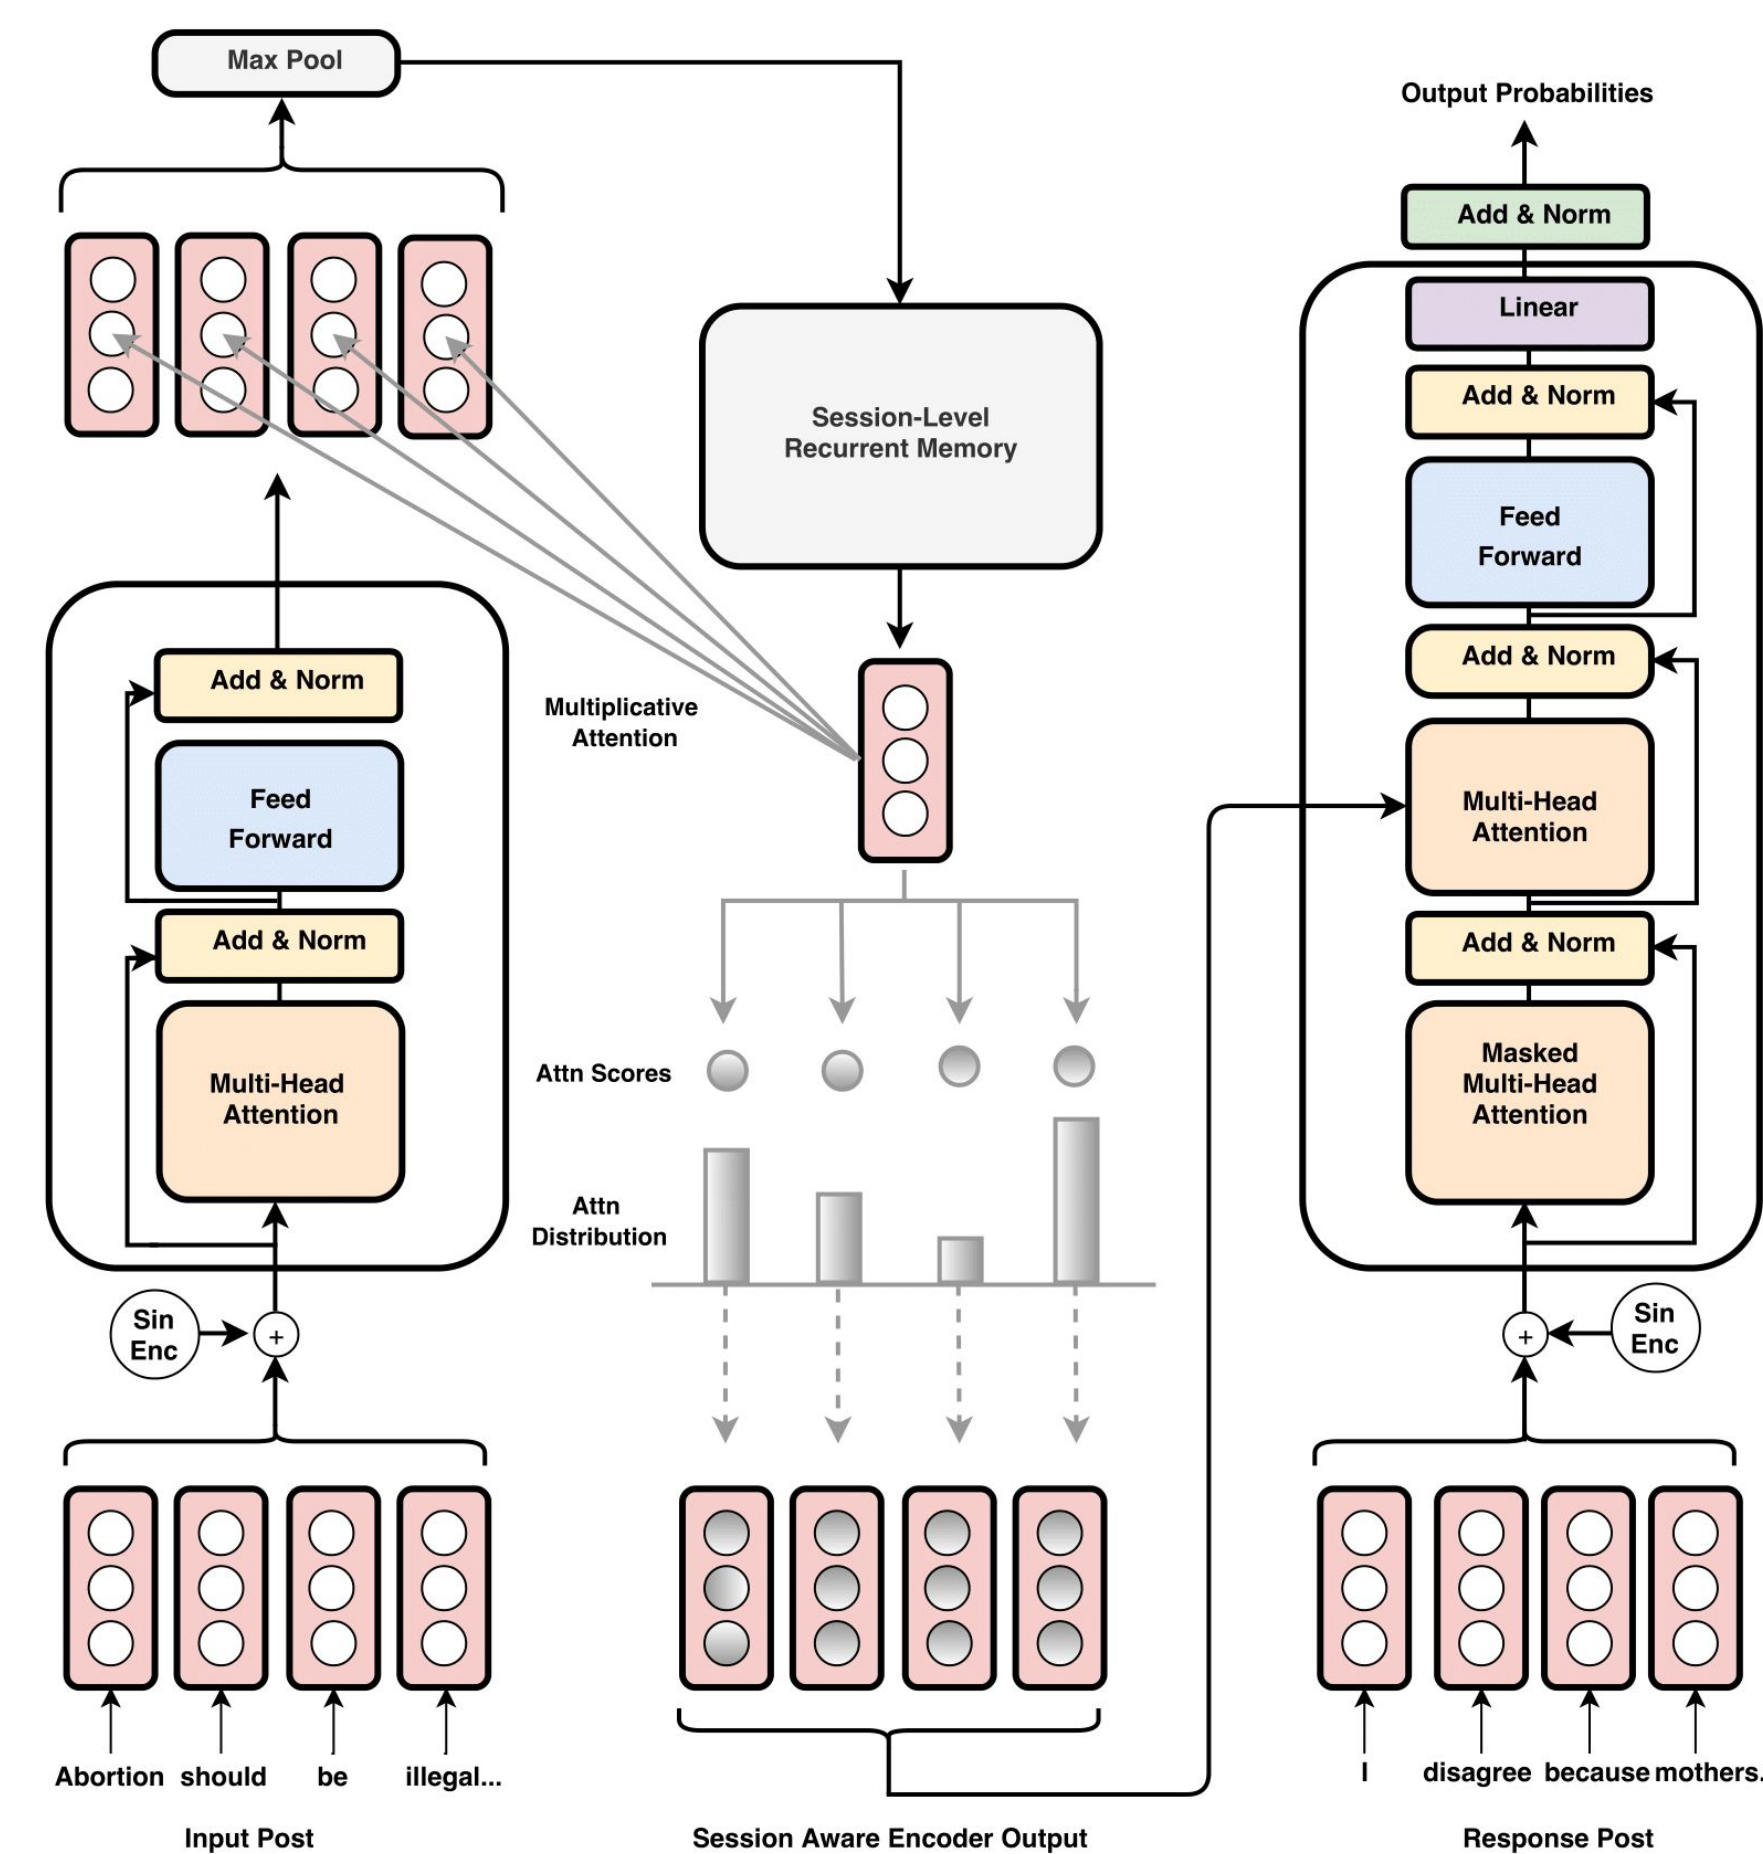 Max Pool
Session-Level
Recurrent Memory
Add & Norm
Feed
Forward
Add & Norm
Multi-Head
Attention
Sin
Enc
+
Abortion should be illegal...
Input Post
Multiplicative
Attention
Attn Scores
Attn
Distribution
Session Aware Encoder Output
Output Probabilities
Add & Norm
Linear
Add & Norm
Feed
Forward
Add & Norm
Multi-Head
Attention
Add & Norm
Masked
Multi-Head
Attention
+
Sin
Enc
I disagree because mothers.
Response Post